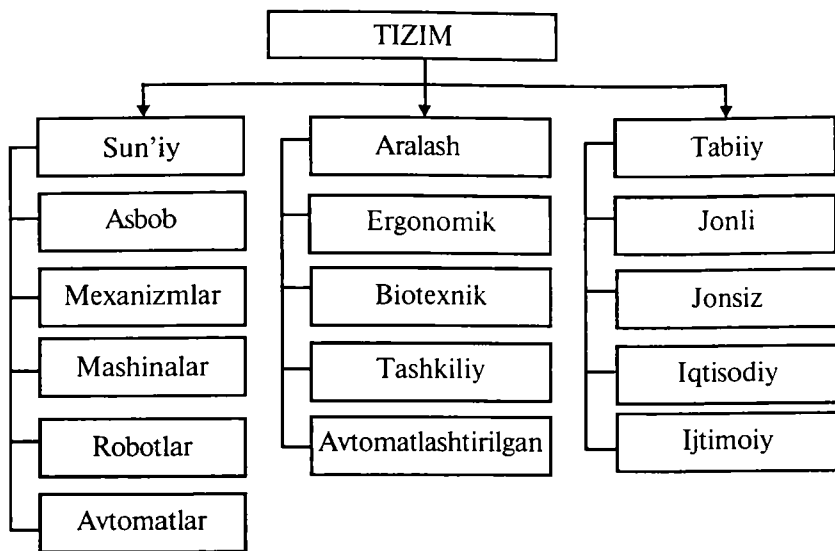 TIZIM
Sun’iy
Asbob
Mexanizmlar
Mashinalar
Robotlar
Avtomatlar
Aralash
Ergonomik
Biotexnik
Tashkiliy
Avtomatlashtirilgan
Tabiiy
Jonli
Jonsiz
Iqtisodiy
Ijtimoiy